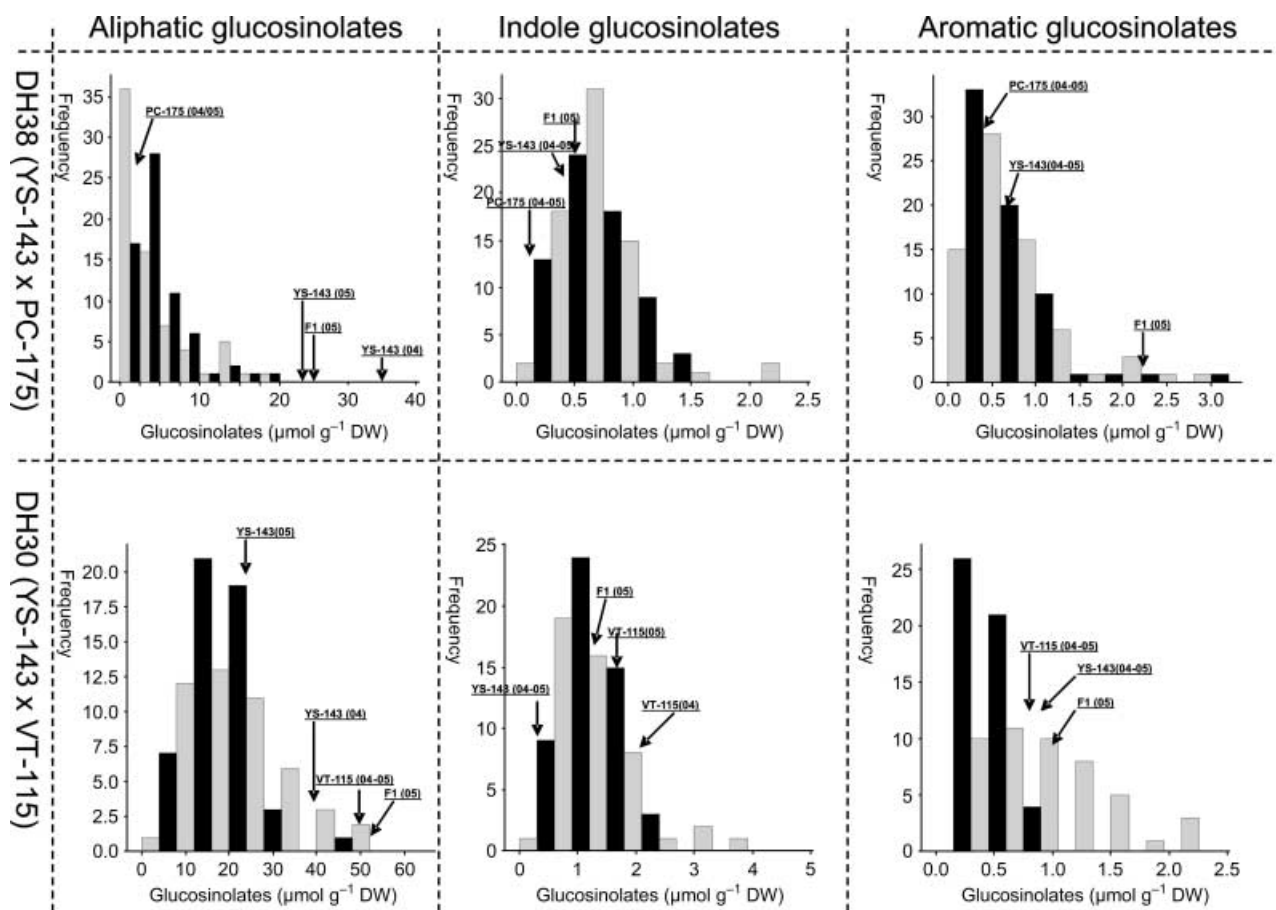 Aliphatic glucosinolates
Indole glucosinolates
Aromatic glucosinolates
DH38 (YS-143 x PC-175)
Frequency
35
30
25
20
15
10
5
0
PC-175 (04/05)
YS-143 (05)
F1 (05)
YS-143 (04)
0 10 20 30 40
Glucosinolates (µmol g⁻¹ DW)
Frequency
30
25
20
15
10
5
0
F1 (05)
YS-143 (04-05)
PC-175 (04-05)
0.0 0.5 1.0 1.5 2.0 2.5
Glucosinolates (µmol g⁻¹ DW)
Frequency
35
30
25
20
15
10
5
0
PC-175 (04-05)
YS-143(04-05)
F1 (05)
0.0 0.5 1.0 1.5 2.0 2.5 3.0
Glucosinolates (µmol g⁻¹ DW)
DH30 (YS-143 x VT-115)
Frequency
20.0
17.5
15.0
12.5
10.0
7.5
5.0
2.5
0.0
YS-143(05)
YS-143 (04)
VT-115 (04-05)
F1 (05)
0 10 20 30 40 50 60
Glucosinolates (µmol g⁻¹ DW)
Frequency
25
20
15
10
5
0
F1 (05)
VT-115(05)
YS-143 (04-05)
VT-115(04)
0 1 2 3 4 5
Glucosinolates (µmol g⁻¹ DW)
Frequency
25
20
15
10
5
0
VT-115 (04-05)
YS-143(04-05)
F1 (05)
0.0 0.5 1.0 1.5 2.0 2.5
Glucosinolates (µmol g⁻¹ DW)